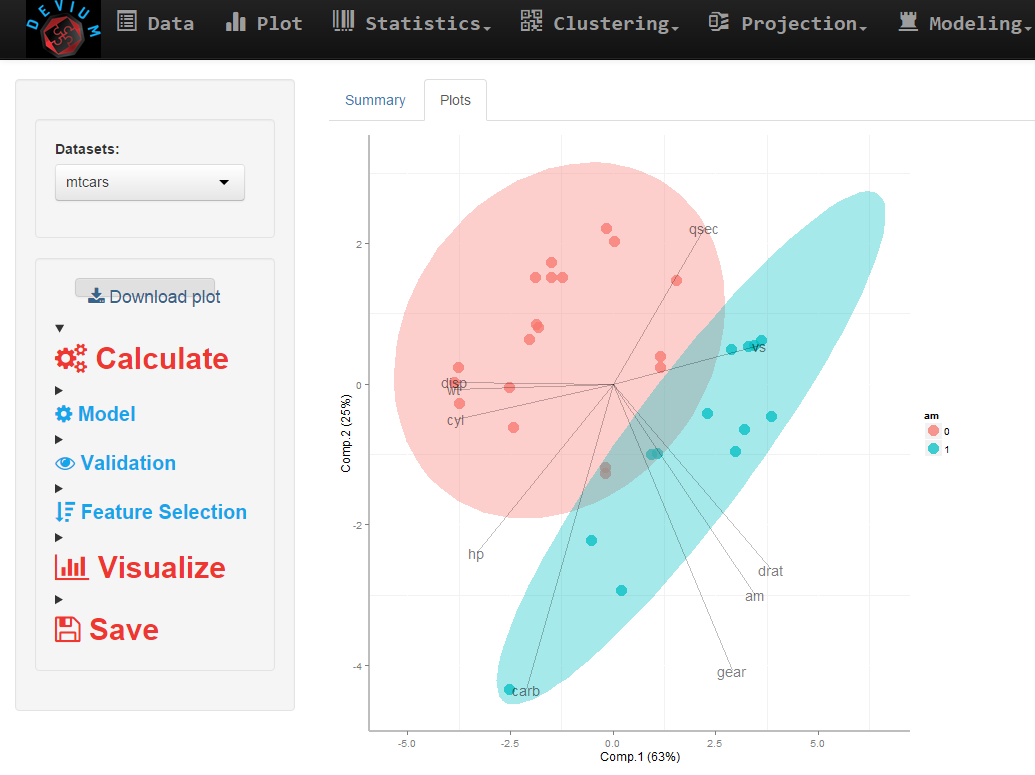 DEVIUM
Data
Plot
Statistics
Clustering
Projection
Modeling
Summary
Plots
Datasets:
mtcars
Download plot
Calculate
Model
Validation
Feature Selection
Visualize
Save
Comp.2 (25%)
2
0
-2
-4
qsec
vs
disp
wt
cyl
hp
drat
am
gear
carb
-5.0 -2.5 0.0 2.5 5.0
Comp.1 (63%)
am
0
1